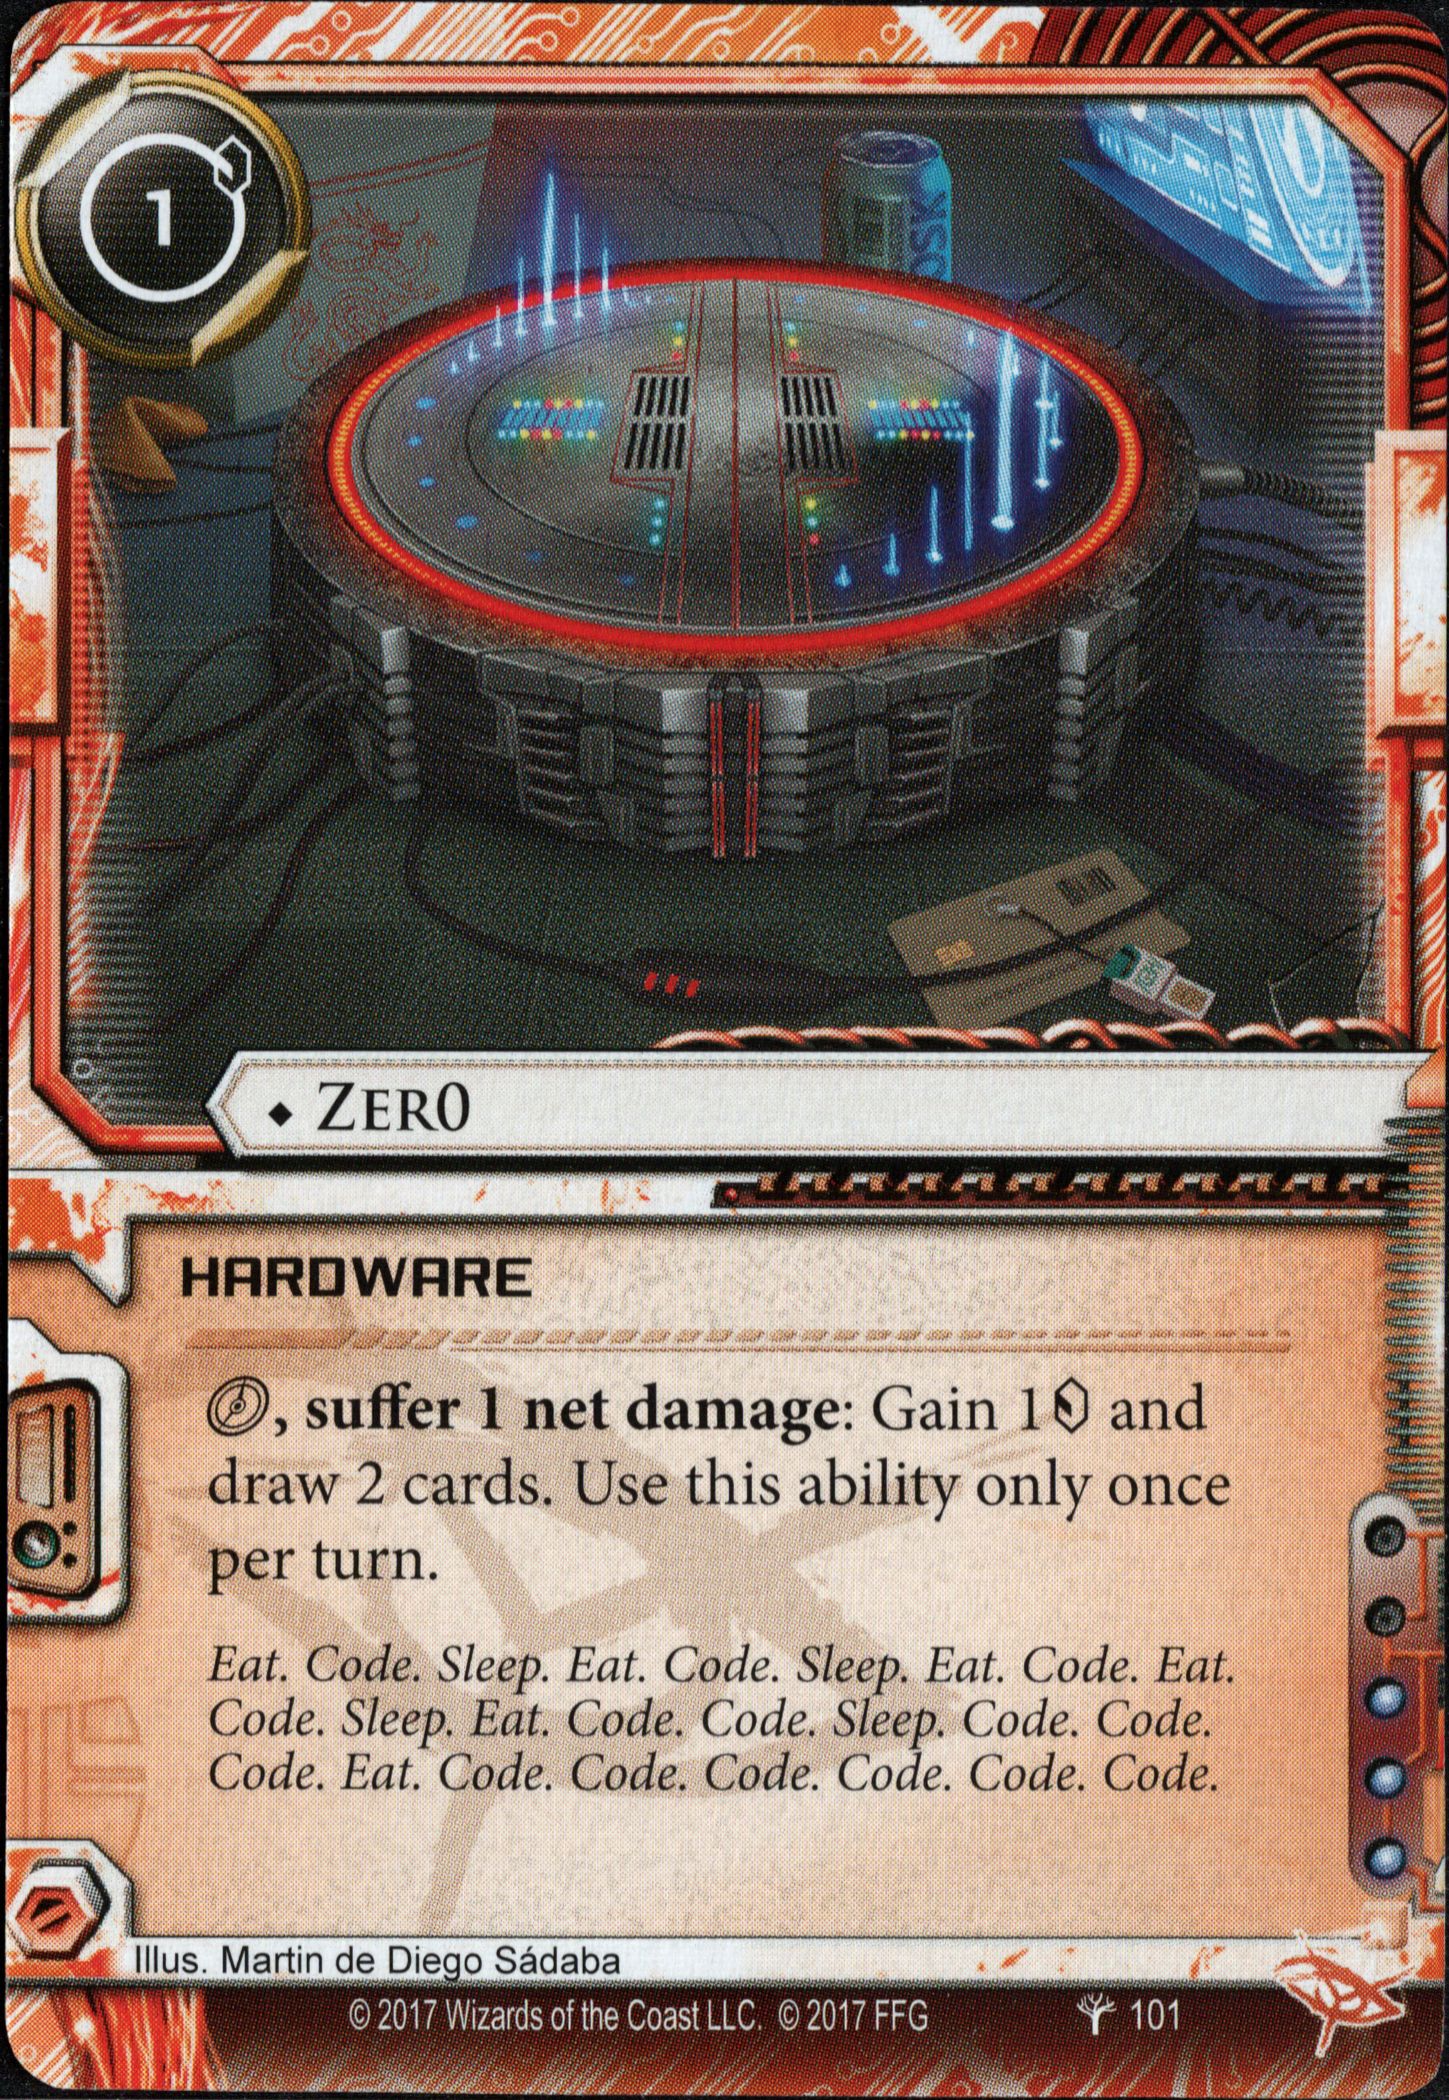 1
OSK
◆ ZER0
HARDWARE
, suffer 1 net damage: Gain 1 and
draw 2 cards. Use this ability only once
per turn.
Eat. Code. Sleep. Eat. Code. Sleep. Eat. Code. Eat.
Code. Sleep. Eat. Code. Code. Sleep. Code. Code.
Code. Eat. Code. Code. Code. Code. Code. Code.
Illus. Martin de Diego Sádaba
© 2017 Wizards of the Coast LLC. © 2017 FFG
101